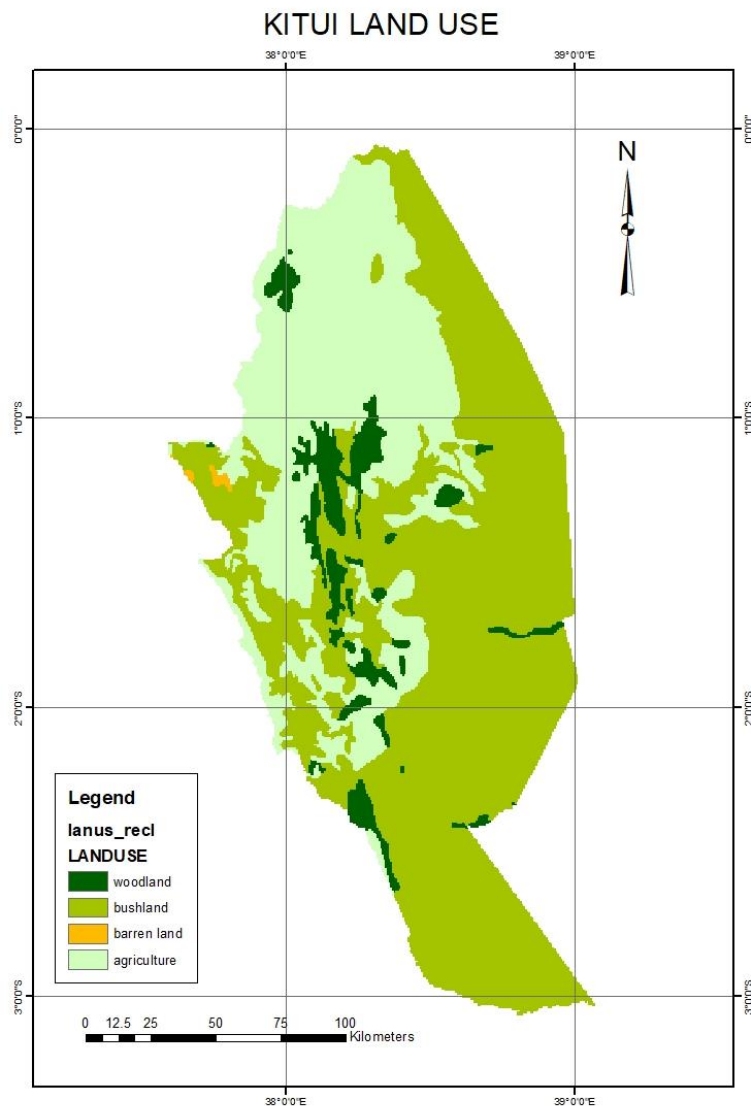 KITUI LAND USE
38°0'0"E 39°0'0"E
0°0'0" 0°0'0"
N
1°0'0"S 1°0'0"S
2°0'0"S 2°0'0"S
Legend
lanus_recl
LANDUSE
woodland
bushland
barren land
agriculture
3°0'0"S 3°0'0"S
0 12.5 25 50 75 100
Kilometers
38°0'0"E 39°0'0"E